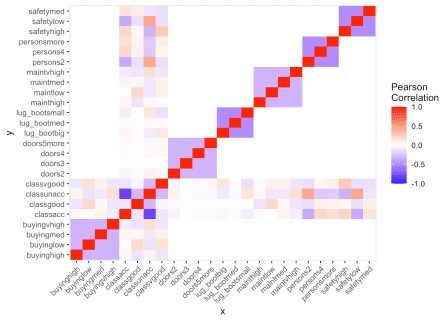 safetymed
safetylow
safetyhigh
personsmore
persons4
persons2
maintvhigh
maintmed
maintlow
mainthigh
lug_bootsmall
lug_bootmed
lug_bootbig
doors5more
doors4
doors3
doors2
classvgood
classunacc
classgood
classacc
buyingvhigh
buyingmed
buyinglow
buyinghigh
y
buyinghigh
buyinglow
buyingmed
buyingvhigh
classacc
classgood
classunacc
classvgood
doors2
doors3
doors4
doors5more
lug_bootbig
lug_bootmed
lug_bootsmall
mainthigh
maintlow
maintmed
maintvhigh
persons2
persons4
personsmore
safetyhigh
safetylow
safetymed
x
Pearson
Correlation
1.0
0.5
0.0
-0.5
-1.0